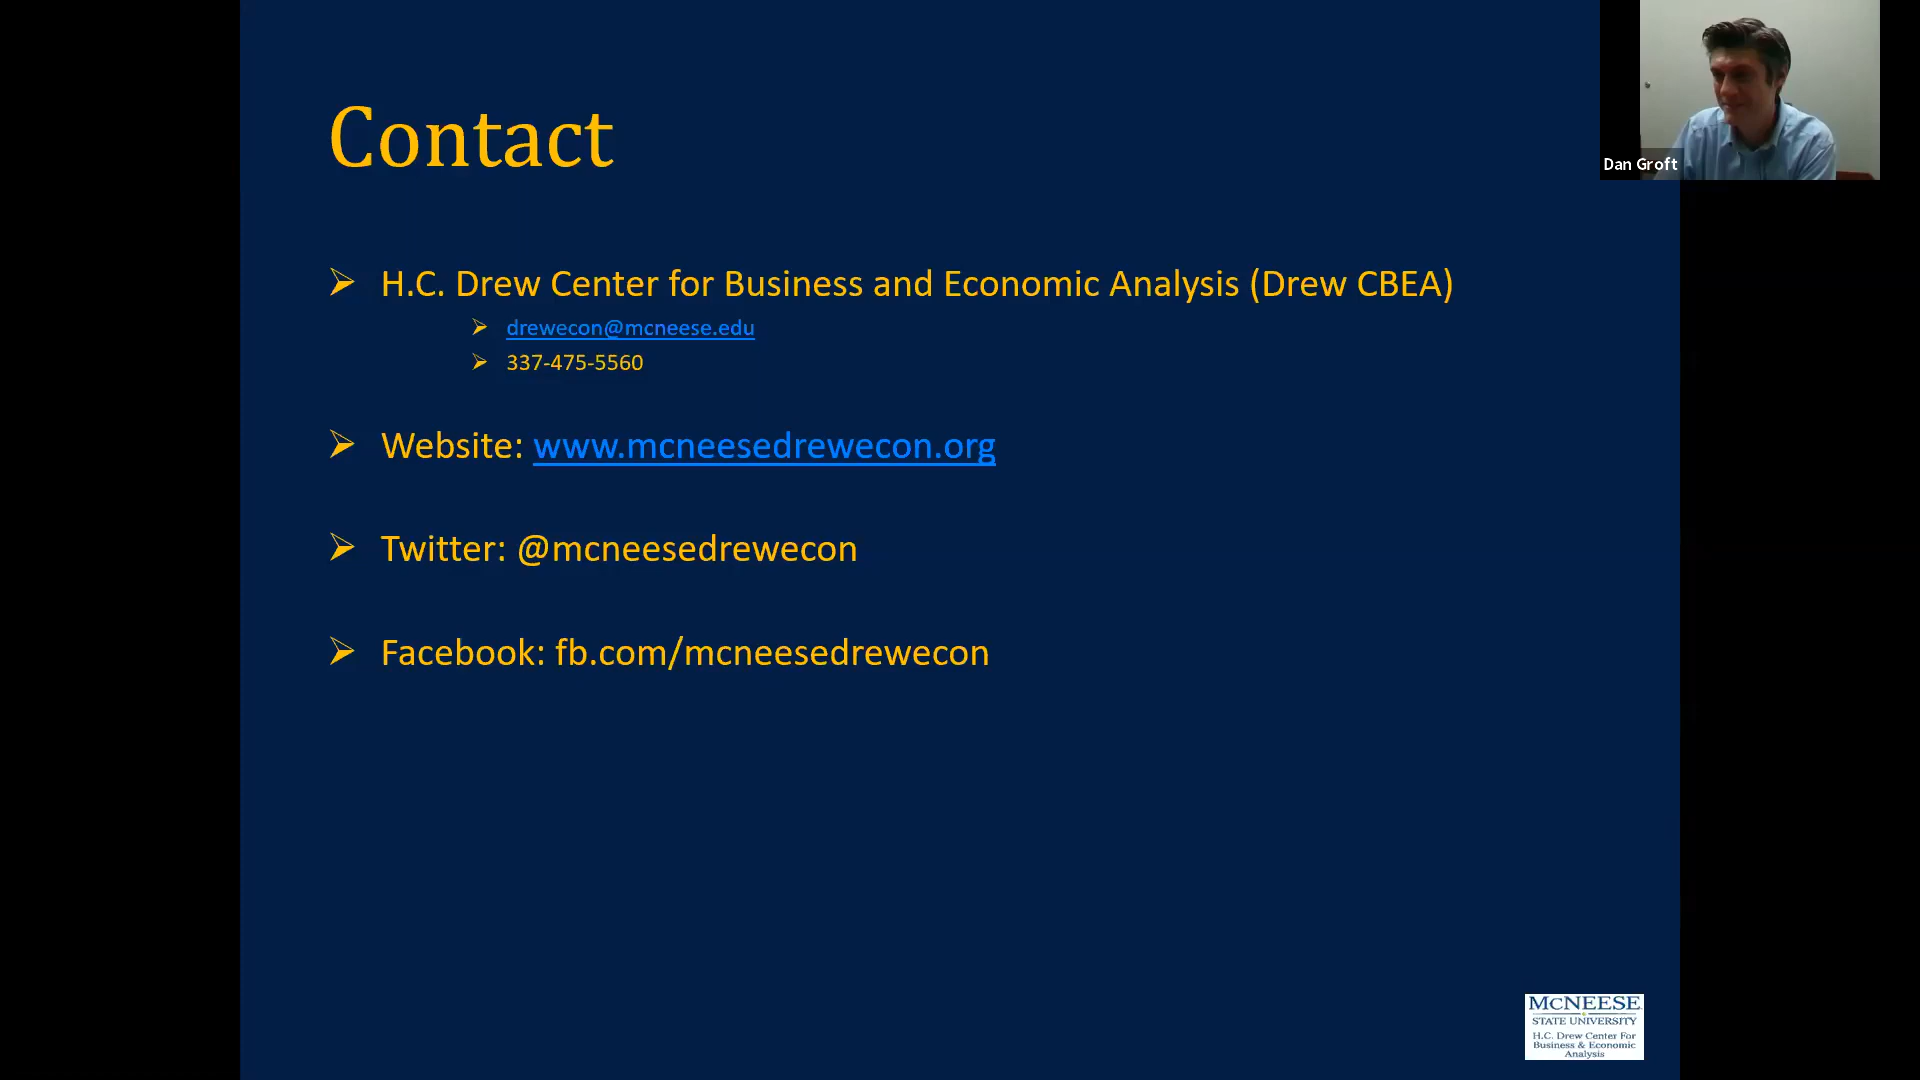 Contact
Dan Groft
H.C. Drew Center for Business and Economic Analysis (Drew CBEA)
drewecon@mcneese.edu
337-475-5560
Website: www.mcneesedrewecon.org
Twitter: @mcneesedrewecon
Facebook: fb.com/mcneesedrewecon
McNEESE
STATE UNIVERSITY
H.C. Drew Center For
Business & Economic
Analysis